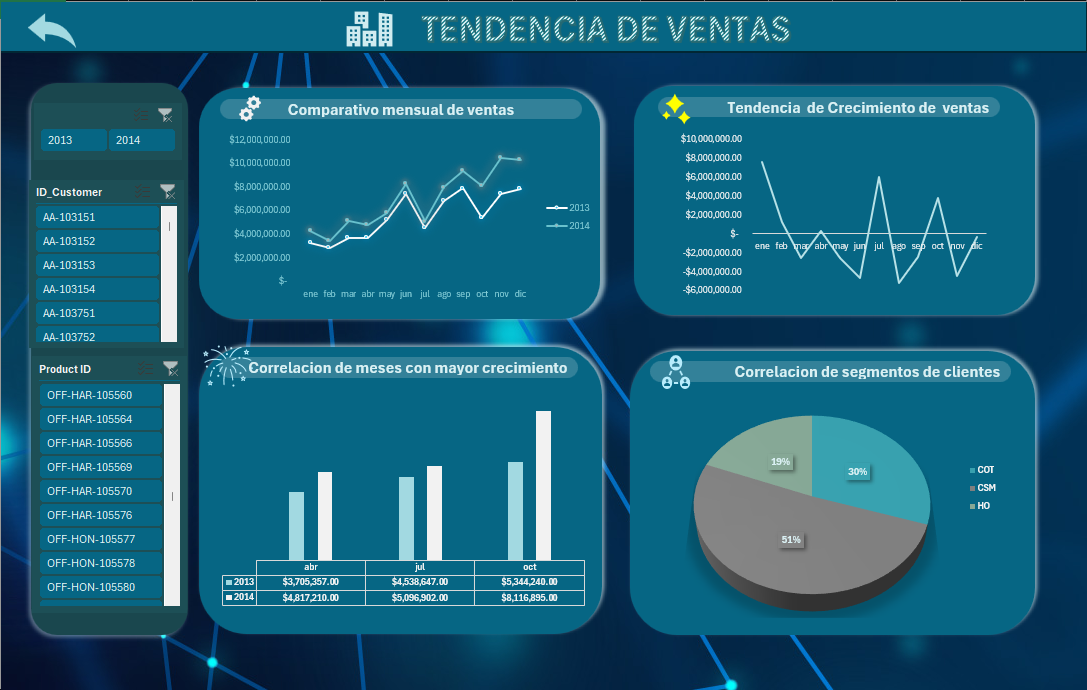 TENDENCIA DE VENTAS
2013 2014
ID_Customer
AA-103151
AA-103152
AA-103153
AA-103154
AA-103751
AA-103752
Product ID
OFF-HAR-105560
OFF-HAR-105564
OFF-HAR-105566
OFF-HAR-105569
OFF-HAR-105570
OFF-HAR-105576
OFF-HON-105577
OFF-HON-105578
OFF-HON-105580
Comparativo mensual de ventas
$12,000,000.00
$10,000,000.00
$8,000,000.00
$6,000,000.00
$4,000,000.00
$2,000,000.00
$-
ene feb mar abr may jun jul ago sep oct nov dic
2013
2014
Tendencia de Crecimiento de ventas
$10,000,000.00
$8,000,000.00
$6,000,000.00
$4,000,000.00
$2,000,000.00
$-
-$2,000,000.00
-$4,000,000.00
-$6,000,000.00
ene feb mar abr may jun jul ago sep oct nov dic
Correlacion de meses con mayor crecimiento
abr jul oct
2013 $3,705,357.00 $4,538,647.00 $5,344,240.00
2014 $4,817,210.00 $5,096,902.00 $8,116,895.00
Correlacion de segmentos de clientes
19%
30%
51%
COT
CSM
HO